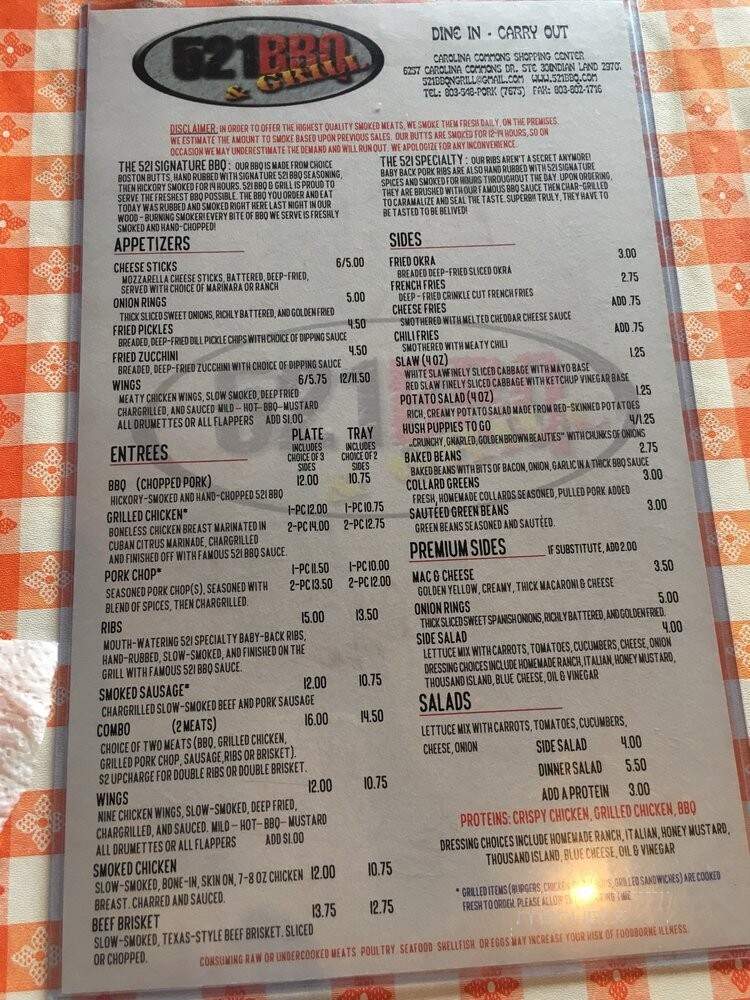 521 BBQ
& GRILL
DINE IN - CARRY OUT
CAROLINA COMMONS SHOPPING CENTER
6257 CAROLINA COMMONS DR. STE 30 INDIAN LAND 2970
521BBQNGRILL@GMAIL.COM WWW.521BBQ.COM
TEL: 803-548-PORK (7675) FAX: 803-802-1716
DISCLAIMER: IN ORDER TO OFFER THE HIGHEST QUALITY SMOKED MEATS, WE SMOKE THEM FRESH DAILY, ON THE PREMISES.
WE ESTIMATE THE AMOUNT TO SMOKE BASED UPON PREVIOUS SALES. OUR BUTTS ARE SMOKED FOR 12-14 HOURS, SO ON
OCCASION WE MAY UNDERESTIMATE THE DEMAND AND WILL RUN OUT. WE APOLOGIZE FOR ANY INCONVENIENCE.
THE 521 SIGNATURE BBQ: OUR BBQ IS MADE FROM CHOICE
BOSTON BUTTS, HAND RUBBED WITH SIGNATURE 521 BBQ SEASONING,
THEN HICKORY SMOKED FOR 14 HOURS. 521 BBQ & GRILL IS PROUD TO
SERVE THE FRESHEST BBQ POSSIBLE. THE BBQ YOU ORDER AND EAT
TODAY WAS RUBBED AND SMOKED RIGHT HERE LAST NIGHT IN OUR
WOOD - BURNING SMOKER! EVERY BITE OF BBQ WE SERVE IS FRESHLY
SMOKED AND HAND-CHOPPED!
THE 521 SPECIALTY: OUR RIBS AREN'T A SECRET ANYMORE!
BABY BACK PORK RIBS ARE ALSO HAND RUBBED WITH 521 SIGNATURE
SPICES AND SMOKED FOR HOURS THROUGHOUT THE DAY. UPON ORDERING,
THEY ARE BRUSHED WITH OUR FAMOUS BBQ SAUCE THEN CHAR-GRILLED
TO CARAMALIZE AND SEAL THE TASTE. SUPERB!! TRULY, THEY HAVE TO
BE TASTED TO BE BELIVED!
APPETIZERS
CHEESE STICKS 6/5.00
MOZZARELLA CHEESE STICKS, BATTERED, DEEP-FRIED,
SERVED WITH CHOICE OF MARINARA OR RANCH
ONION RINGS 5.00
THICK SLICED SWEET ONIONS, RICHLY BATTERED, AND GOLDEN FRIED
FRIED PICKLES 4.50
BREADED, DEEP-FRIED DILL PICKLE CHIPS WITH CHOICE OF DIPPING SAUCE
FRIED ZUCCHINI 4.50
BREADED, DEEP-FRIED ZUCCHINI WITH CHOICE OF DIPPING SAUCE
WINGS 6/5.75 12/11.50
MEATY CHICKEN WINGS, SLOW SMOKED, DEEP FRIED
CHARGRILLED, AND SAUCED MILD - HOT - BBQ - MUSTARD
ALL DRUMETTES OR ALL FLAPPERS ADD $1.00
ENTREES
PLATE TRAY
INCLUDES INCLUDES
CHOICE OF 3 CHOICE OF 2
SIDES SIDES
BBQ (CHOPPED PORK) 12.00 10.75
HICKORY-SMOKED AND HAND-CHOPPED 521 BBQ
GRILLED CHICKEN* 1-PC 12.00 1-PC 10.75
BONELESS CHICKEN BREAST MARINATED IN 2-PC 14.00 2-PC 12.75
CUBAN CITRUS MARINADE, CHARGRILLED
AND FINISHED OFF WITH FAMOUS 521 BBQ SAUCE.
PORK CHOP* 1-PC 11.50 1-PC 10.00
SEASONED PORK CHOP(S), SEASONED WITH 2-PC 13.50 2-PC 12.00
BLEND OF SPICES, THEN CHARGRILLED.
RIBS 15.00 13.50
MOUTH-WATERING 521 SPECIALTY BABY-BACK RIBS,
HAND-RUBBED, SLOW-SMOKED, AND FINISHED ON THE
GRILL WITH FAMOUS 521 BBQ SAUCE.
SMOKED SAUSAGE* 12.00 10.75
CHARGRILLED SLOW-SMOKED BEEF AND PORK SAUSAGE
COMBO (2 MEATS) 16.00 14.50
CHOICE OF TWO MEATS (BBQ, GRILLED CHICKEN,
GRILLED PORK CHOP, SAUSAGE, RIBS OR BRISKET).
$2 UPCHARGE FOR DOUBLE RIBS OR DOUBLE BRISKET.
WINGS 12.00 10.75
NINE CHICKEN WINGS, SLOW-SMOKED, DEEP FRIED,
CHARGRILLED, AND SAUCED. MILD - HOT - BBQ - MUSTARD
ALL DRUMETTES OR ALL FLAPPERS ADD $1.00
SMOKED CHICKEN
SLOW-SMOKED, BONE-IN, SKIN ON, 7-8 OZ CHICKEN 12.00 10.75
BREAST. CHARRED AND SAUCED.
BEEF BRISKET 13.75 12.75
SLOW-SMOKED, TEXAS-STYLE BEEF BRISKET. SLICED
OR CHOPPED.
SIDES
FRIED OKRA 3.00
BREADED DEEP-FRIED SLICED OKRA
FRENCH FRIES 2.75
DEEP - FRIED CRINKLE CUT FRENCH FRIES
CHEESE FRIES ADD .75
SMOTHERED WITH MELTED CHEDDAR CHEESE SAUCE
CHILI FRIES ADD .75
SMOTHERED WITH MEATY CHILI
SLAW (4 OZ) 1.25
WHITE SLAW FINELY SLICED CABBAGE WITH MAYO BASE
RED SLAW FINELY SLICED CABBAGE WITH KETCHUP VINEGAR BASE
POTATO SALAD (4 OZ) 1.25
RICH, CREAMY POTATO SALAD MADE FROM RED-SKINNED POTATOES
HUSH PUPPIES TO GO 4/1.25
"CRUNCHY, GNARLED, GOLDEN BROWN BEAUTIES" WITH CHUNKS OF ONIONS
BAKED BEANS 2.75
BAKED BEANS WITH BITS OF BACON, ONION, GARLIC IN A THICK BBQ SAUCE
COLLARD GREENS 3.00
FRESH, HOMEMADE COLLARDS SEASONED, PULLED PORK ADDED
SAUTÉED GREEN BEANS 3.00
GREEN BEANS SEASONED AND SAUTÉED.
PREMIUM SIDES IF SUBSTITUTE, ADD 2.00
MAC & CHEESE 3.50
GOLDEN YELLOW, CREAMY, THICK MACARONI & CHEESE
ONION RINGS 5.00
THICK SLICED SWEET SPANISH ONIONS, RICHLY BATTERED, AND GOLDEN FRIED.
SIDE SALAD 4.00
LETTUCE MIX WITH CARROTS, TOMATOES, CUCUMBERS, CHEESE, ONION
DRESSING CHOICES INCLUDE HOMEMADE RANCH, ITALIAN, HONEY MUSTARD,
THOUSAND ISLAND, BLUE CHEESE, OIL & VINEGAR
SALADS
LETTUCE MIX WITH CARROTS, TOMATOES, CUCUMBERS,
CHEESE, ONION SIDE SALAD 4.00
DINNER SALAD 5.50
ADD A PROTEIN 3.00
PROTEINS: CRISPY CHICKEN, GRILLED CHICKEN, BBQ
DRESSING CHOICES INCLUDE HOMEMADE RANCH, ITALIAN, HONEY MUSTARD,
THOUSAND ISLAND, BLUE CHEESE, OIL & VINEGAR
* GRILLED ITEMS (BURGERS, GRILLED SANDWICHES) ARE COOKED
FRESH TO ORDER. PLEASE ALLOW TIME
CONSUMING RAW OR UNDERCOOKED MEATS POULTRY SEAFOOD SHELLFISH OR EGGS MAY INCREASE YOUR RISK OF FOODBORNE ILLNESS.